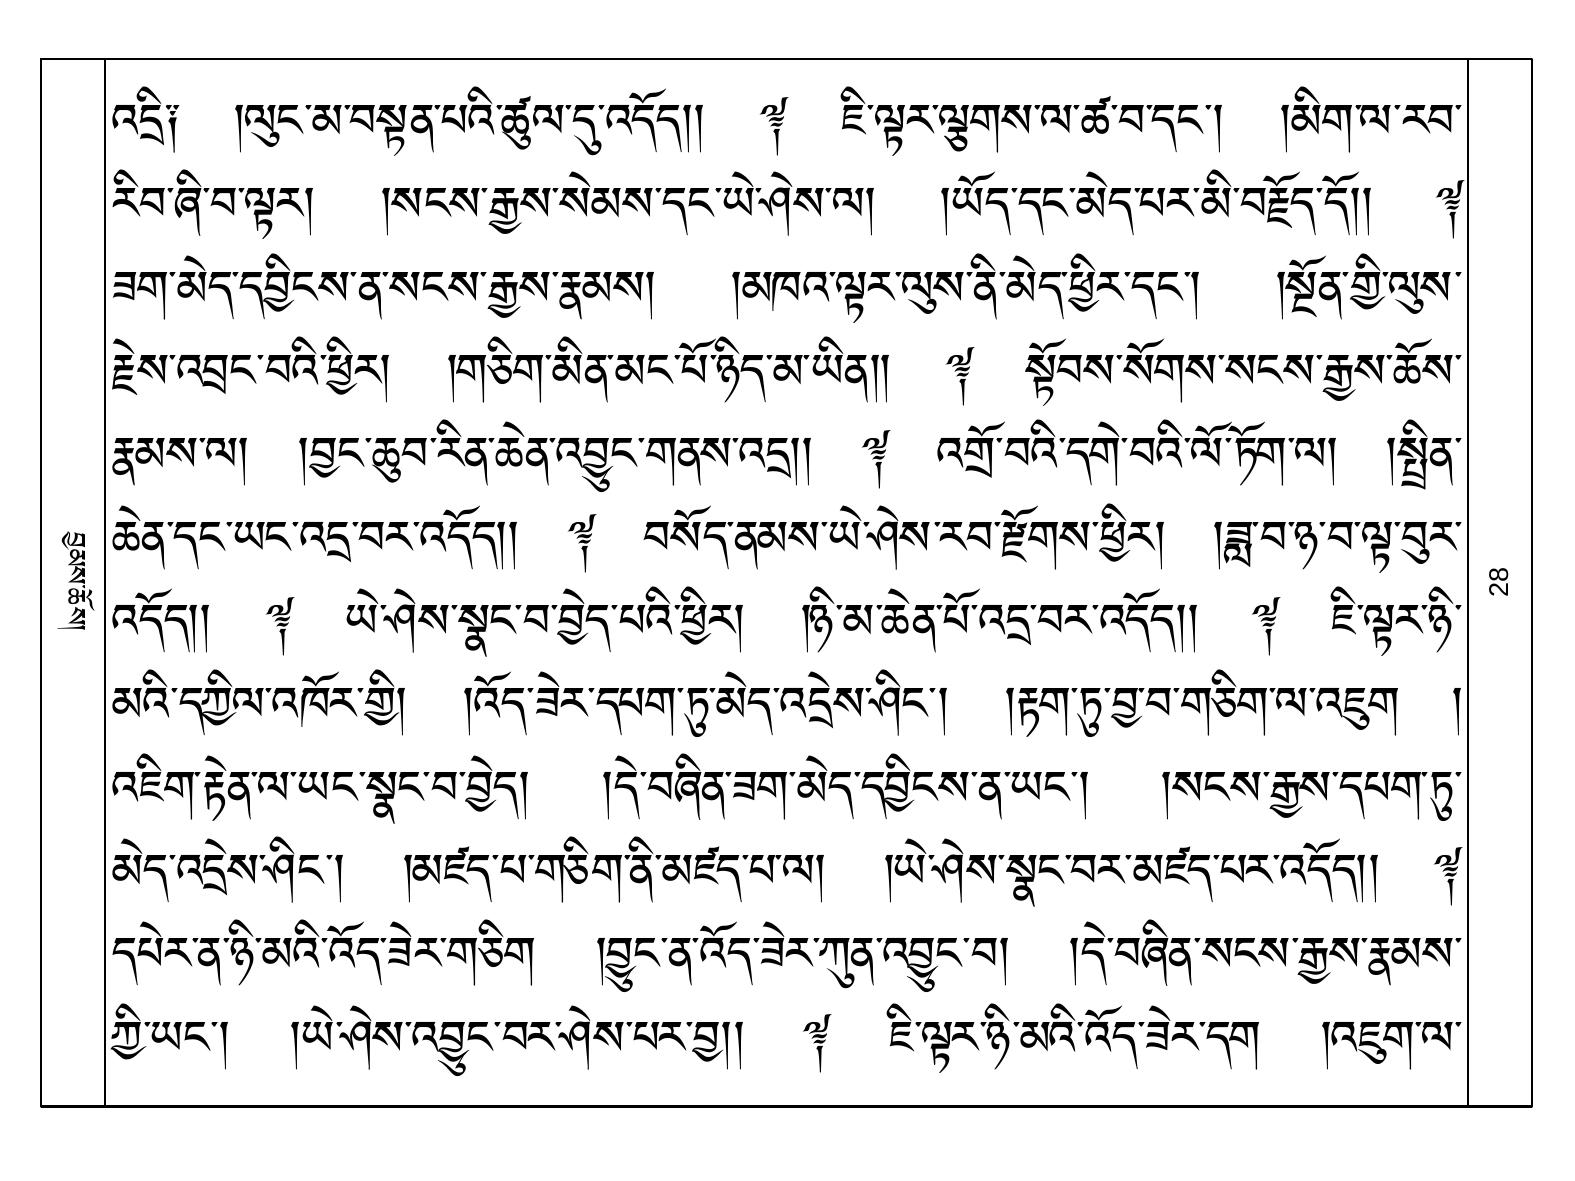 འདྲི༑ །ལུང་མ་བསྟན་པའི་ཚུལ་དུ་འདོད།། ༈ ཇི་ལྟར་ལྕུགས་ལ་ཚ་བ་དང་། །མིག་ལ་རབ་
རིབ་ཞི་བ་ལྟར། །སངས་རྒྱས་སེམས་དང་ཡེ་ཤེས་ལ། །ཡོད་དང་མེད་པར་མི་བརྗོད་དོ།། ༈
ཟག་མེད་དབྱིངས་ན་སངས་རྒྱས་རྣམས། །མཁའ་ལྟར་ལུས་ནི་མེད་ཕྱིར་དང་། །སྔོན་གྱི་ལུས་
རྗེས་འབྲང་བའི་ཕྱིར། །གཅིག་མིན་མང་པོ་ཉིད་མ་ཡིན།། ༈ སྟོབས་སོགས་སངས་རྒྱས་ཆོས་
རྣམས་ལ། །བྱང་ཆུབ་རིན་ཆེན་འབྱུང་གནས་འདྲ།། ༈ འགྲོ་བའི་དགེ་བའི་ལོ་ཏོག་ལ། །སྤྲིན་
ཆེན་དང་ཡང་འདྲ་བར་འདོད།། ༈ བསོད་ནམས་ཡེ་ཤེས་རབ་རྫོགས་ཕྱིར། །ཟླ་བ་ཉ་བ་ལྟ་བུར་
འདོད།། ༈ ཡེ་ཤེས་སྣང་བ་བྱེད་པའི་ཕྱིར། །ཉི་མ་ཆེན་པོ་འདྲ་བར་འདོད།། ༈ ཇི་ལྟར་ཉི་
མའི་དཀྱིལ་འཁོར་གྱི། །འོད་ཟེར་དཔག་ཏུ་མེད་འདྲེས་ཤིང་། །རྟག་ཏུ་བྱ་བ་གཅིག་ལ་འཇུག །
འཇིག་རྟེན་ལ་ཡང་སྣང་བ་བྱེད། །དེ་བཞིན་ཟག་མེད་དབྱིངས་ན་ཡང་། །སངས་རྒྱས་དཔག་ཏུ་
མེད་འདྲེས་ཤིང་། །མཛད་པ་གཅིག་ནི་མཛད་པ་ལ། །ཡེ་ཤེས་སྣང་བར་མཛད་པར་འདོད།། ༈
དཔེར་ན་ཉི་མའི་འོད་ཟེར་གཅིག །བྱུང་ན་འོད་ཟེར་ཀུན་འབྱུང་བ། །དེ་བཞིན་སངས་རྒྱས་རྣམས་
ཀྱི་ཡང་། །ཡེ་ཤེས་འབྱུང་བར་ཤེས་པར་བྱ།། ༈ ཇི་ལྟར་ཉི་མའི་འོད་ཟེར་དག །འཇུག་ལ་
བྱམས་ཆོས།
28